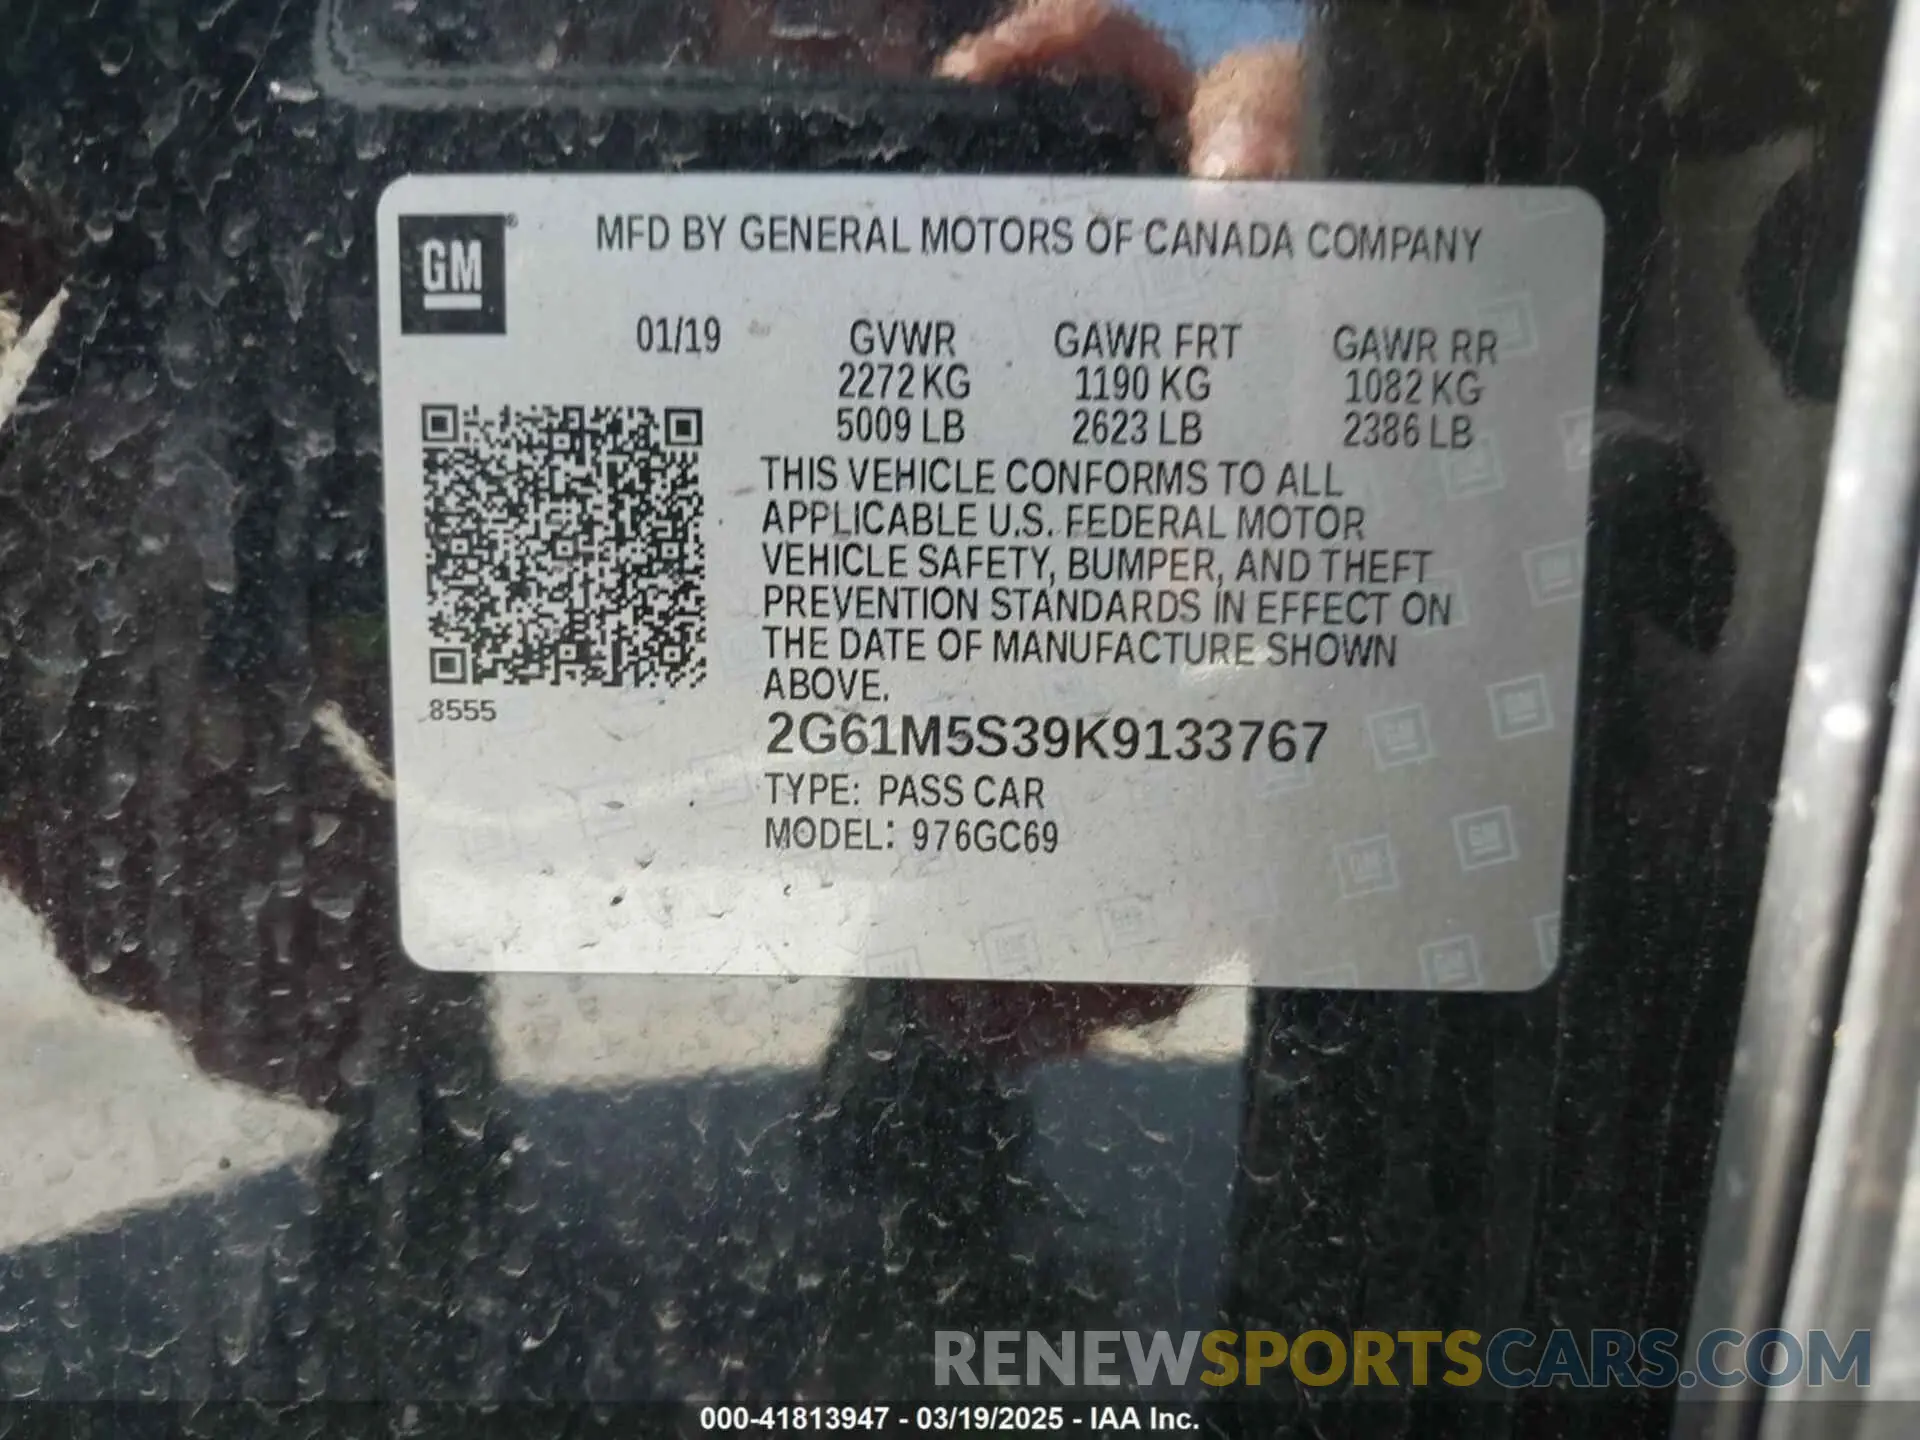 GM®
MFD BY GENERAL MOTORS OF CANADA COMPANY
01/19 GVWR GAWR FRT GAWR RR
2272 KG 1190 KG 1082 KG
5009 LB 2623 LB 2386 LB
THIS VEHICLE CONFORMS TO ALL
APPLICABLE U.S. FEDERAL MOTOR
VEHICLE SAFETY, BUMPER, AND THEFT
PREVENTION STANDARDS IN EFFECT ON
THE DATE OF MANUFACTURE SHOWN
ABOVE.
8555
2G61M5S39K9133767
TYPE: PASS CAR
MODEL: 976GC69
RENEWSPORTSCARS.COM
000-41813947 - 03/19/2025 - IAA Inc.